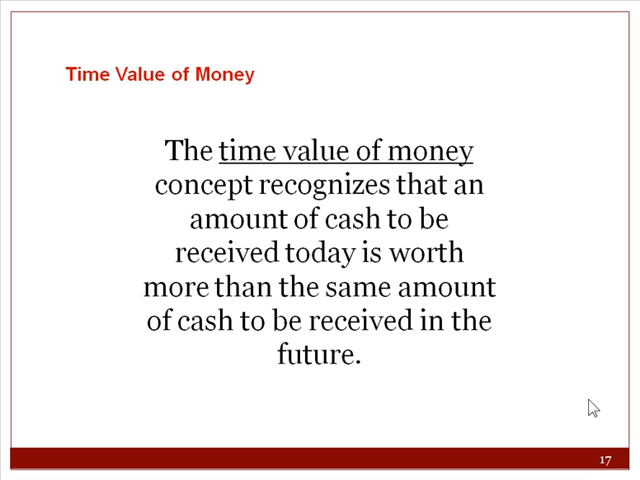 Time Value of Money
The time value of money
concept recognizes that an
amount of cash to be
received today is worth
more than the same amount
of cash to be received in the
future.
17